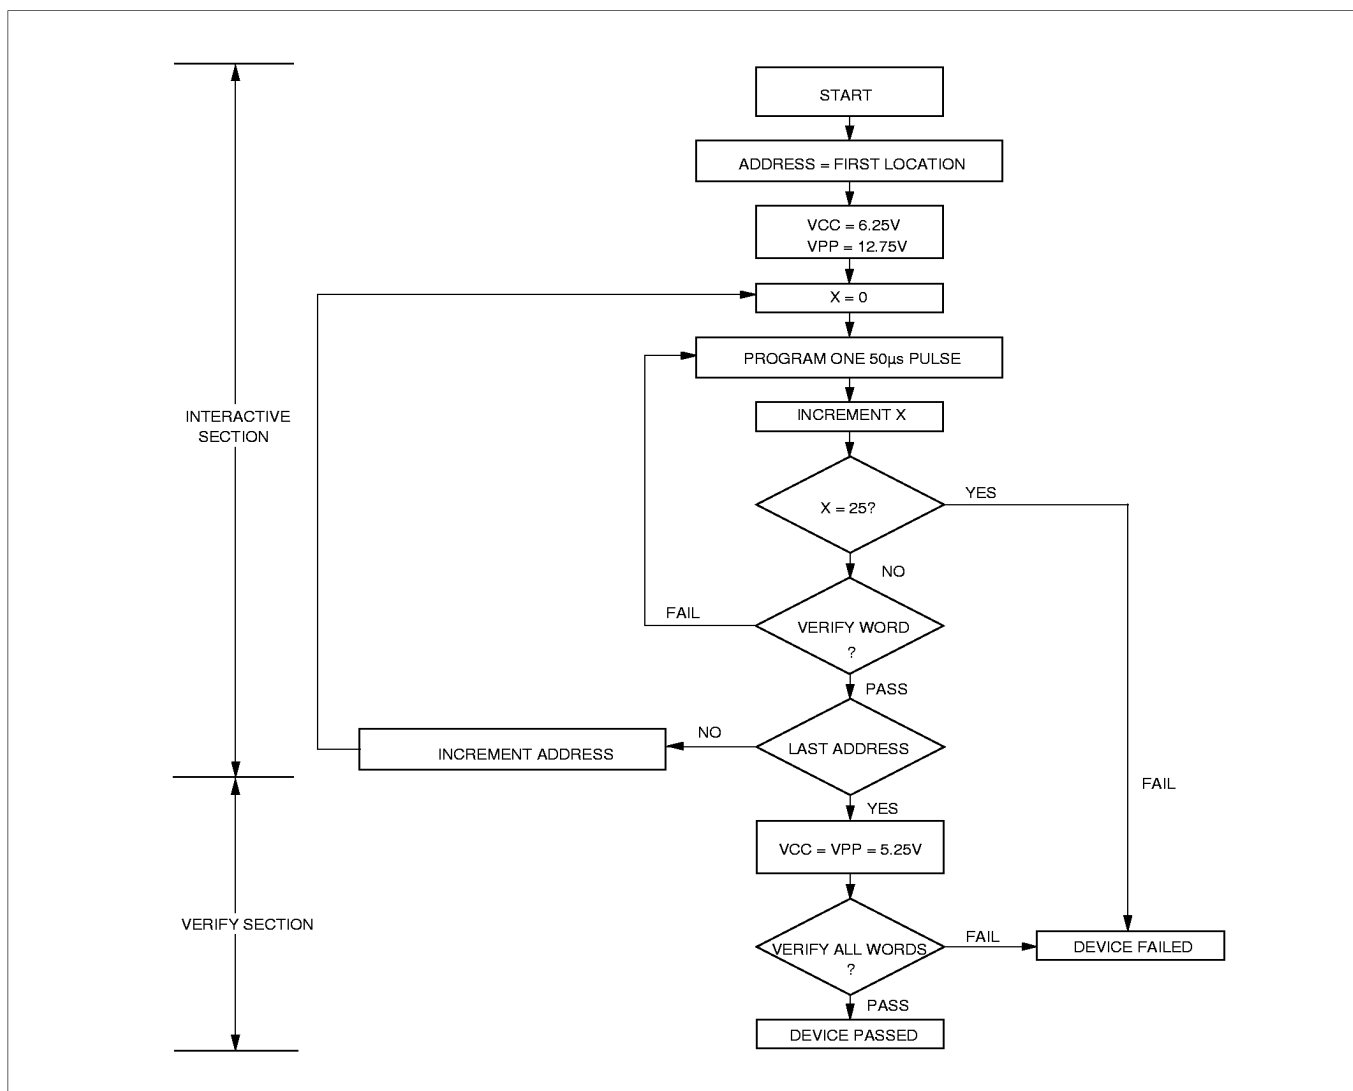 START
ADDRESS = FIRST LOCATION
VCC = 6.25V
VPP = 12.75V
X = 0
PROGRAM ONE 50µs PULSE
INTERACTIVE
SECTION
INCREMENT X
X = 25?
YES
NO
FAIL
VERIFY WORD
?
PASS
NO
INCREMENT ADDRESS
LAST ADDRESS
FAIL
YES
VCC = VPP = 5.25V
VERIFY SECTION
VERIFY ALL WORDS
?
FAIL
DEVICE FAILED
PASS
DEVICE PASSED